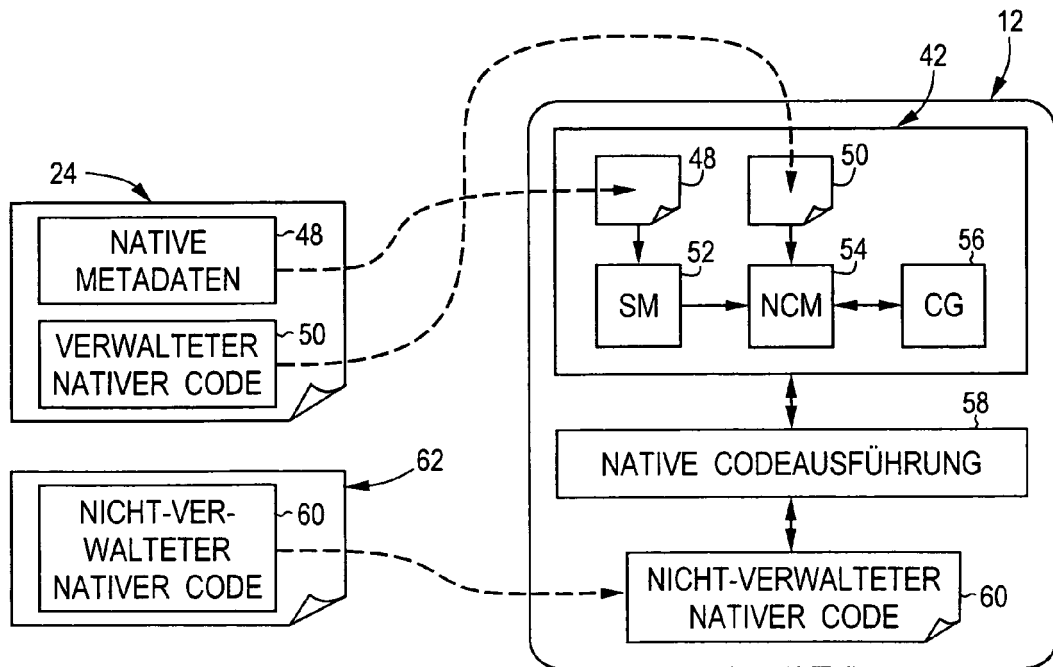 12
42
24
48
50
NATIVE
METADATEN
48
52
54
56
SM
NCM
CG
VERWALTETER
NATIVER CODE
50
58
NATIVE CODEAUSFÜHRUNG
62
NICHT-VER-
WALTETER
NATIVER CODE
60
NICHT-VERWALTETER
NATIVER CODE
60